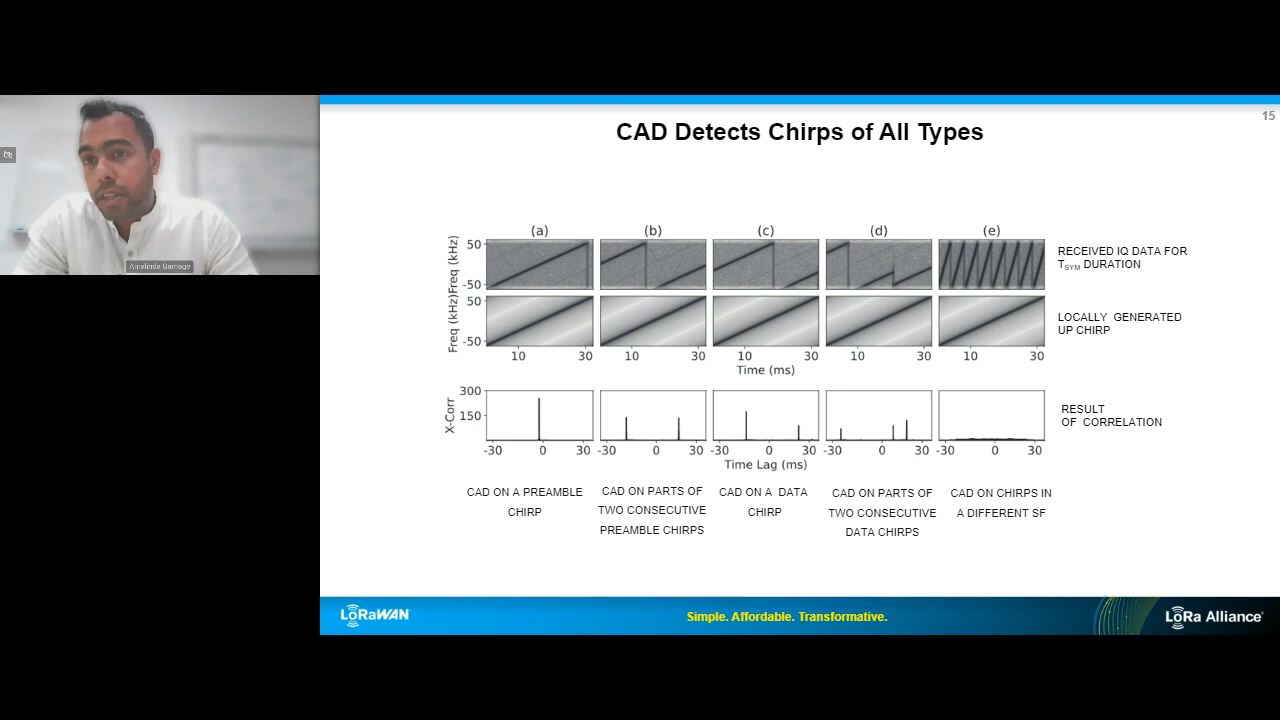 15
CAD Detects Chirps of All Types
(a) (b) (c) (d) (e)
Freq (kHz)
50
-50
RECEIVED IQ DATA FOR
TSYM DURATION
Freq (kHz)
50
-50
LOCALLY GENERATED
UP CHIRP
10 30 10 30 10 30 10 30 10 30
Time (ms)
X-Corr
300
150
RESULT
OF CORRELATION
-30 0 30 -30 0 30 -30 0 30 -30 0 30 -30 0 30
Time Lag (ms)
CAD ON A PREAMBLE
CHIRP
CAD ON PARTS OF
TWO CONSECUTIVE
PREAMBLE CHIRPS
CAD ON A DATA
CHIRP
CAD ON PARTS OF
TWO CONSECUTIVE
DATA CHIRPS
CAD ON CHIRPS IN
A DIFFERENT SF
Amalinda Gamage
LoRaWAN
Simple. Affordable. Transformative.
LoRa Alliance